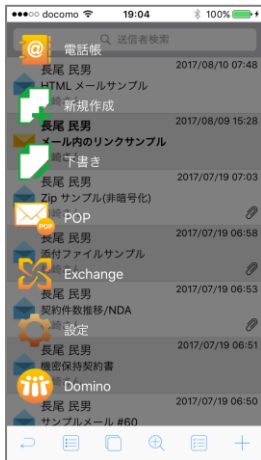 docomo 19:04 100%
送信者検索
電話帳
長尾 民男 2017/08/10 07:48
HTML メールサンプル
新規作成
長尾 民男 2017/08/09 15:28
メール内のリンクサンプル
下書き
長尾 民男 2017/07/19 07:03
Zip サンプル(非暗号化)
POP
POP
長尾 民男 2017/07/19 06:58
添付ファイルサンプル
Exchange
長尾 民男 2017/07/19 06:53
契約件数推移/NDA
設定
長尾 民男 2017/07/19 06:51
機密保持契約書
Domino
長尾 民男 2017/07/19 06:50
サンプルメール #60